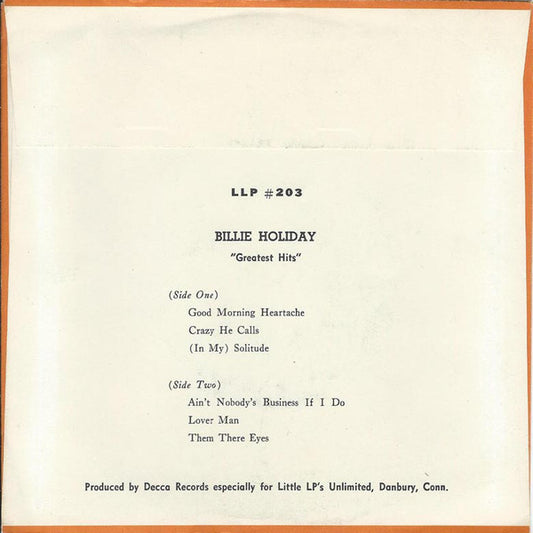 LLP #203
BILLIE HOLIDAY
"Greatest Hits"
(Side One)
Good Morning Heartache
Crazy He Calls
(In My) Solitude
(Side Two)
Ain't Nobody's Business If I Do
Lover Man
Them There Eyes
Produced by Decca Records especially for Little LP's Unlimited, Danbury, Conn.